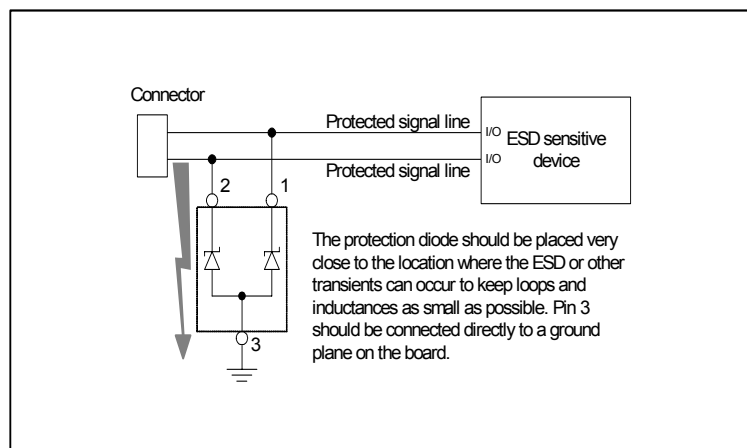 Connector
Protected signal line
I/O
ESD sensitive
device
I/O
Protected signal line
2
1
The protection diode should be placed very
close to the location where the ESD or other
transients can occur to keep loops and
inductances as small as possible. Pin 3
should be connected directly to a ground
plane on the board.
3